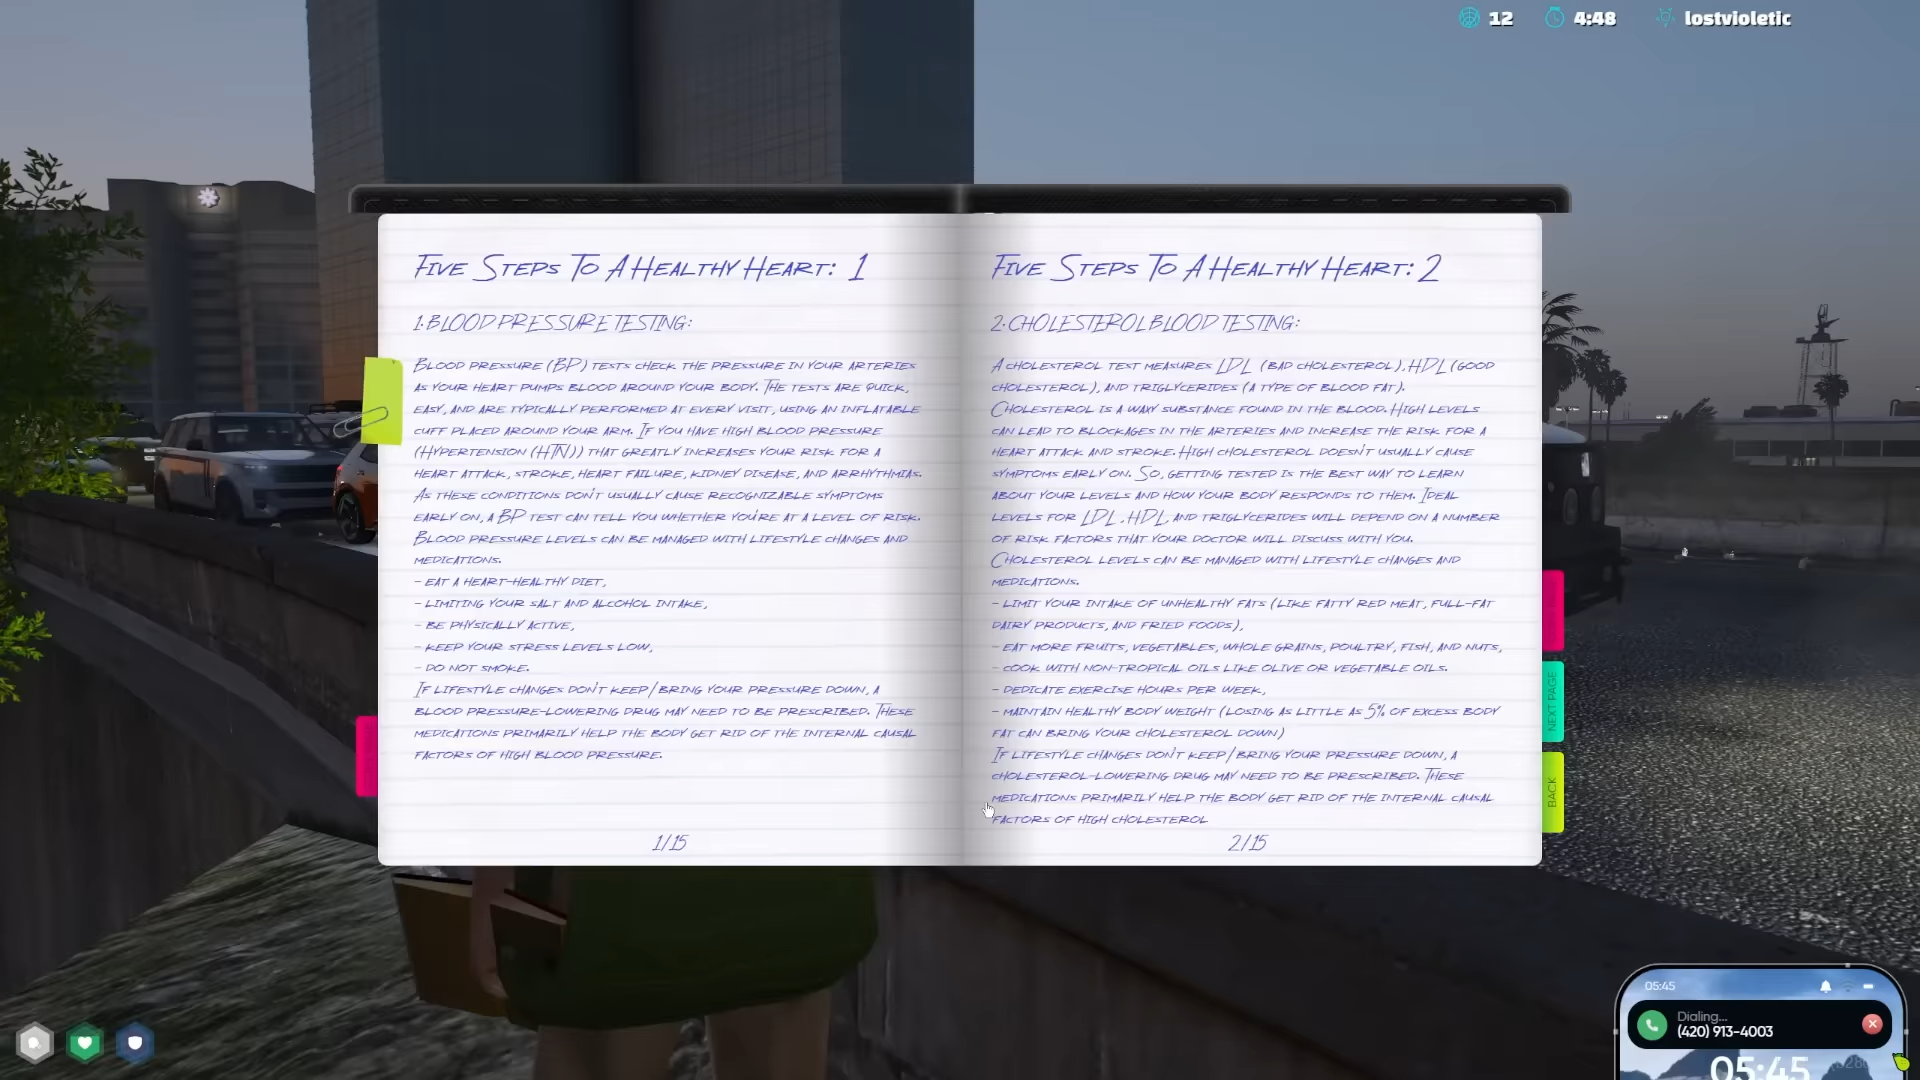 12
4:48
lostvioletic
Five Steps To A Healthy Heart: 1
1. BLOOD PRESSURE TESTING:
Blood pressure (BP) tests check the pressure in your arteries
as your heart pumps blood around your body. The tests are quick,
easy, and are typically performed at every visit, using an inflatable
cuff placed around your arm. If you have high blood pressure
(Hypertension (HTN)) that greatly increases your risk for a
heart attack, stroke, heart failure, kidney disease, and arrhythmias.
As these conditions don't usually cause recognizable symptoms
early on, a BP test can tell you whether you're at a level of risk.
Blood pressure levels can be managed with lifestyle changes and
medications.
- eat a heart-healthy diet,
- limiting your salt and alcohol intake,
- be physically active,
- keep your stress levels low,
- do not smoke.
If lifestyle changes don't keep/bring your pressure down, a
blood pressure-lowering drug may need to be prescribed. These
medications primarily help the body get rid of the internal causal
factors of high blood pressure.
1/15
Five Steps To A Healthy Heart: 2
2. CHOLESTEROL BLOOD TESTING:
A cholesterol test measures LDL (bad cholesterol), HDL (good
cholesterol), and triglycerides (a type of blood fat).
Cholesterol is a waxy substance found in the blood. High levels
can lead to blockages in the arteries and increase the risk for a
heart attack and stroke. High cholesterol doesn't usually cause
symptoms early on. So, getting tested is the best way to learn
about your levels and how your body responds to them. Ideal
levels for LDL, HDL, and triglycerides will depend on a number
of risk factors that your doctor will discuss with you.
Cholesterol levels can be managed with lifestyle changes and
medications.
- limit your intake of unhealthy fats (like fatty red meat, full-fat
dairy products, and fried foods),
- eat more fruits, vegetables, whole grains, poultry, fish, and nuts,
- cook with non-tropical oils like olive or vegetable oils.
- dedicate exercise hours per week,
- maintain healthy body weight (losing as little as 5% of excess body
fat can bring your cholesterol down)
If lifestyle changes don't keep/bring your pressure down, a
cholesterol-lowering drug may need to be prescribed. These
medications primarily help the body get rid of the internal causal
factors of high cholesterol
2/15
NEXT PAGE
BACK
05:45
Dialing...
(420) 913-4003
05:45